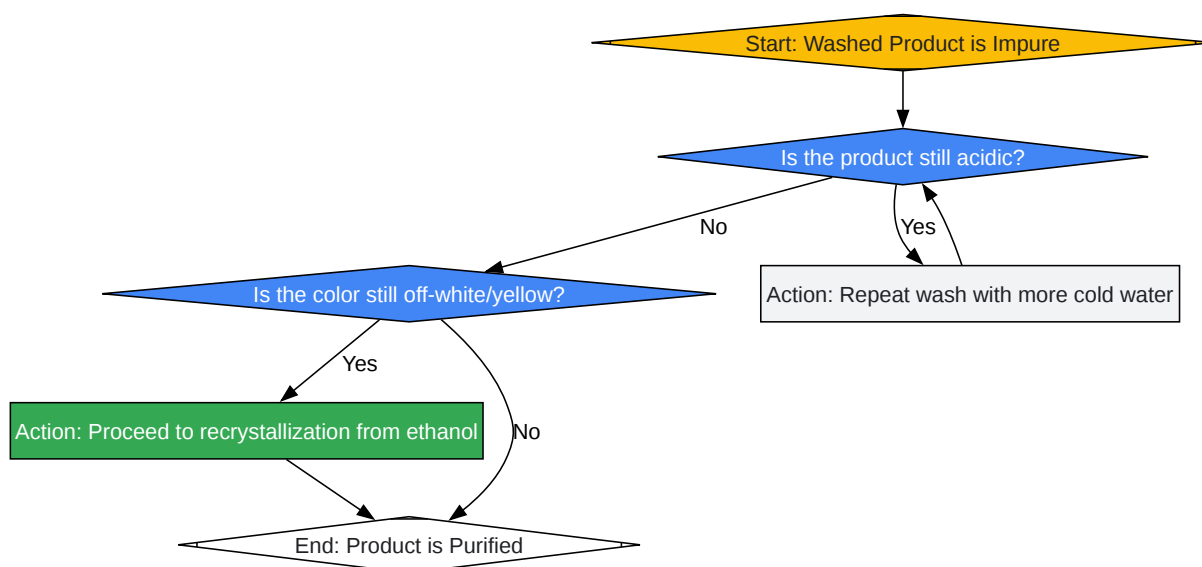 Start: Washed Product is Impure
Is the product still acidic?
No
Yes
Is the color still off-white/yellow?
Action: Repeat wash with more cold water
Yes
Action: Proceed to recrystallization from ethanol
No
End: Product is Purified